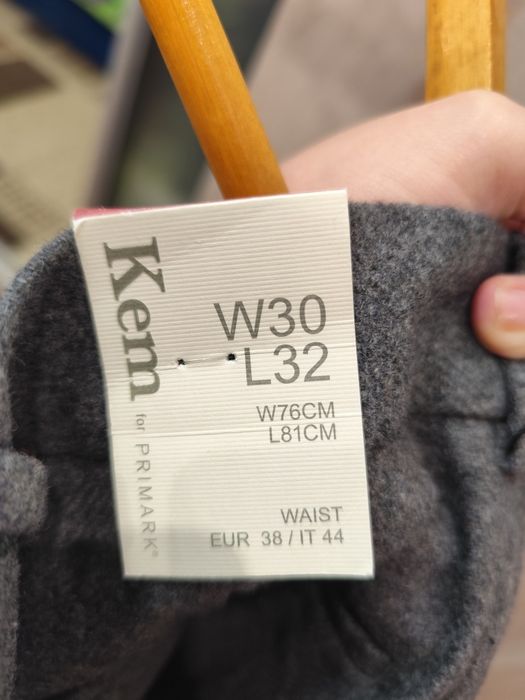 Kem
for PRIMARK®
W30
L32
W76CM
L81CM
WAIST
EUR 38 / IT 44